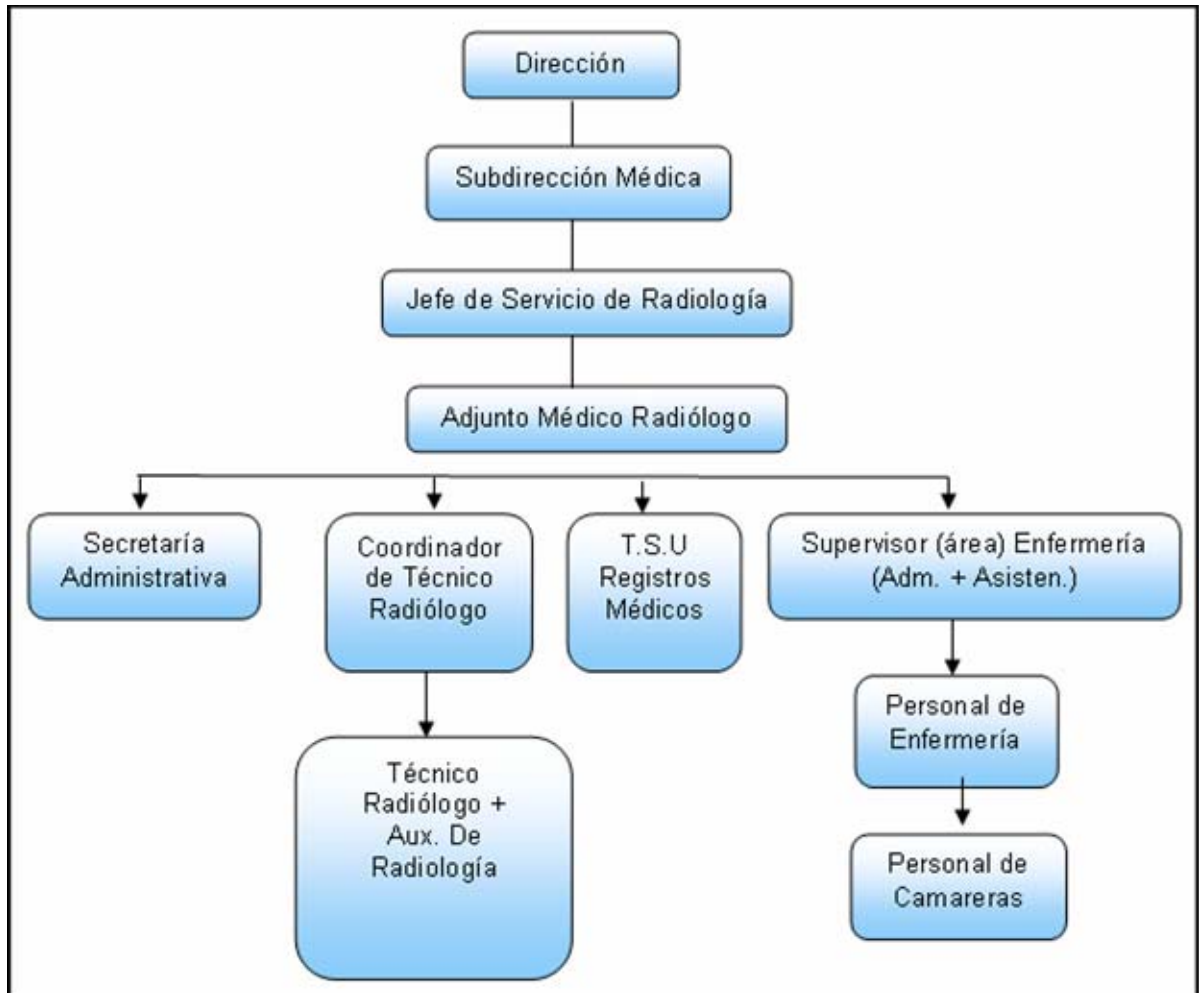 Dirección
Subdirección Médica
Jefe de Servicio de Radiología
Adjunto Médico Radiólogo
Secretaría
Administrativa
Coordinador
de Técnico
Radiólogo
T.S.U
Registros
Médicos
Supervisor (área) Enfermería
(Adm. + Asisten.)
Personal de
Enfermería
Técnico
Radiólogo +
Aux. De
Radiología
Personal de
Camareras